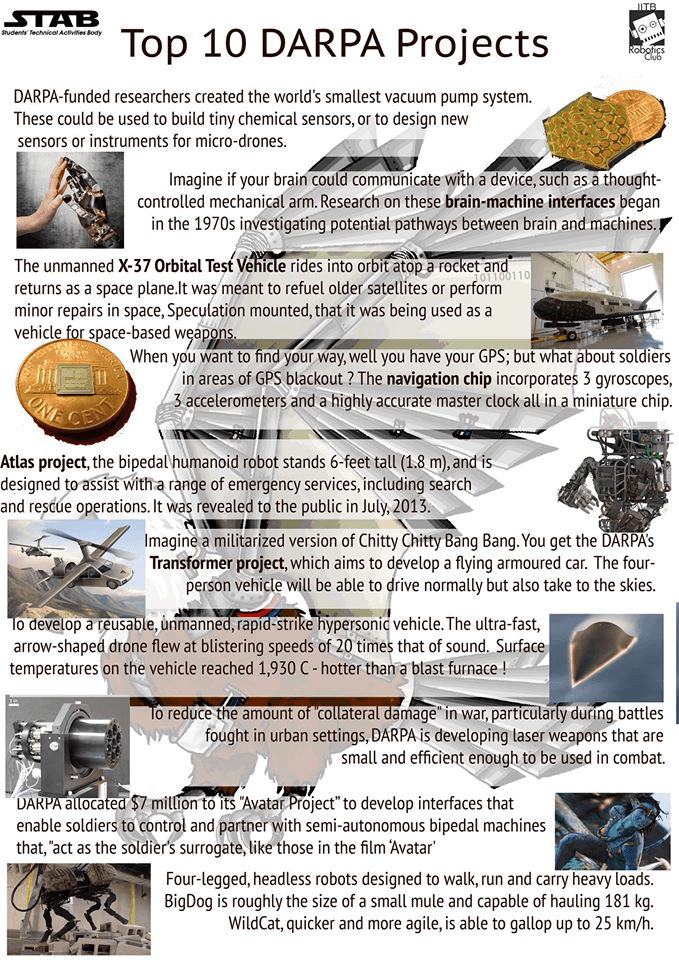 STAB
Students' Technical Activities Body
IITB
Robotics
Club
Top 10 DARPA Projects
DARPA-funded researchers created the world's smallest vacuum pump system.
These could be used to build tiny chemical sensors, or to design new
sensors or instruments for micro-drones.
Imagine if your brain could communicate with a device, such as a thought-
controlled mechanical arm. Research on these brain-machine interfaces began
in the 1970s investigating potential pathways between brain and machines.
The unmanned X-37 Orbital Test Vehicle rides into orbit atop a rocket and
returns as a space plane.It was meant to refuel older satellites or perform
minor repairs in space, Speculation mounted, that it was being used as a
vehicle for space-based weapons.
When you want to find your way, well you have your GPS; but what about soldiers
in areas of GPS blackout ? The navigation chip incorporates 3 gyroscopes,
3 accelerometers and a highly accurate master clock all in a miniature chip.
ONE CENT
Atlas project, the bipedal humanoid robot stands 6-feet tall (1.8 m), and is
designed to assist with a range of emergency services, including search
and rescue operations. It was revealed to the public in July, 2013.
Imagine a militarized version of Chitty Chitty Bang Bang. You get the DARPA's
Transformer project, which aims to develop a flying armoured car. The four-
person vehicle will be able to drive normally but also take to the skies.
To develop a reusable, unmanned, rapid-strike hypersonic vehicle. The ultra-fast,
arrow-shaped drone flew at blistering speeds of 20 times that of sound. Surface
temperatures on the vehicle reached 1,930 C - hotter than a blast furnace !
To reduce the amount of "collateral damage" in war, particularly during battles
fought in urban settings, DARPA is developing laser weapons that are
small and efficient enough to be used in combat.
DARPA allocated $7 million to its "Avatar Project" to develop interfaces that
enable soldiers to control and partner with semi-autonomous bipedal machines
that, "act as the soldier's surrogate, like those in the film 'Avatar'
Four-legged, headless robots designed to walk, run and carry heavy loads.
BigDog is roughly the size of a small mule and capable of hauling 181 kg.
WildCat, quicker and more agile, is able to gallop up to 25 km/h.